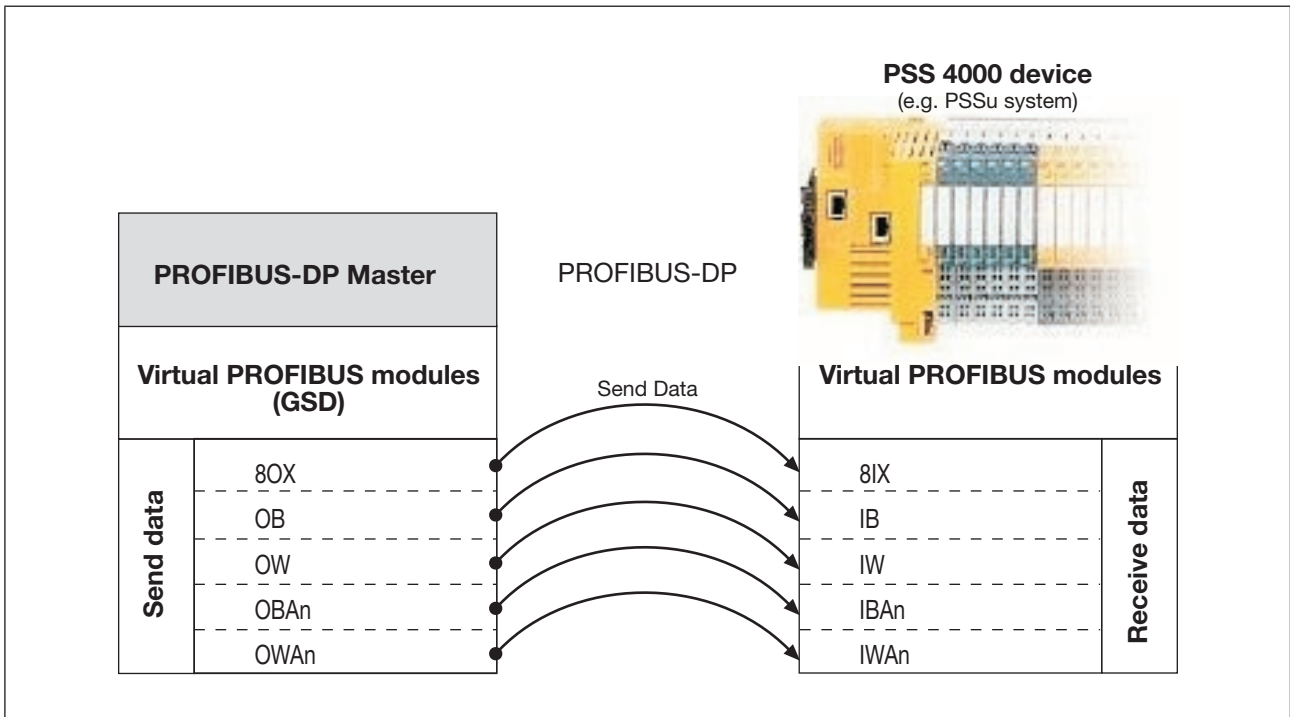 PSS 4000 device
(e.g. PSSu system)
PROFIBUS-DP Master
PROFIBUS-DP
Virtual PROFIBUS modules
(GSD)
Send Data
Virtual PROFIBUS modules
Send data
8OX
OB
OW
OBAn
OWAn
8IX
IB
IW
IBAn
IWAn
Receive data